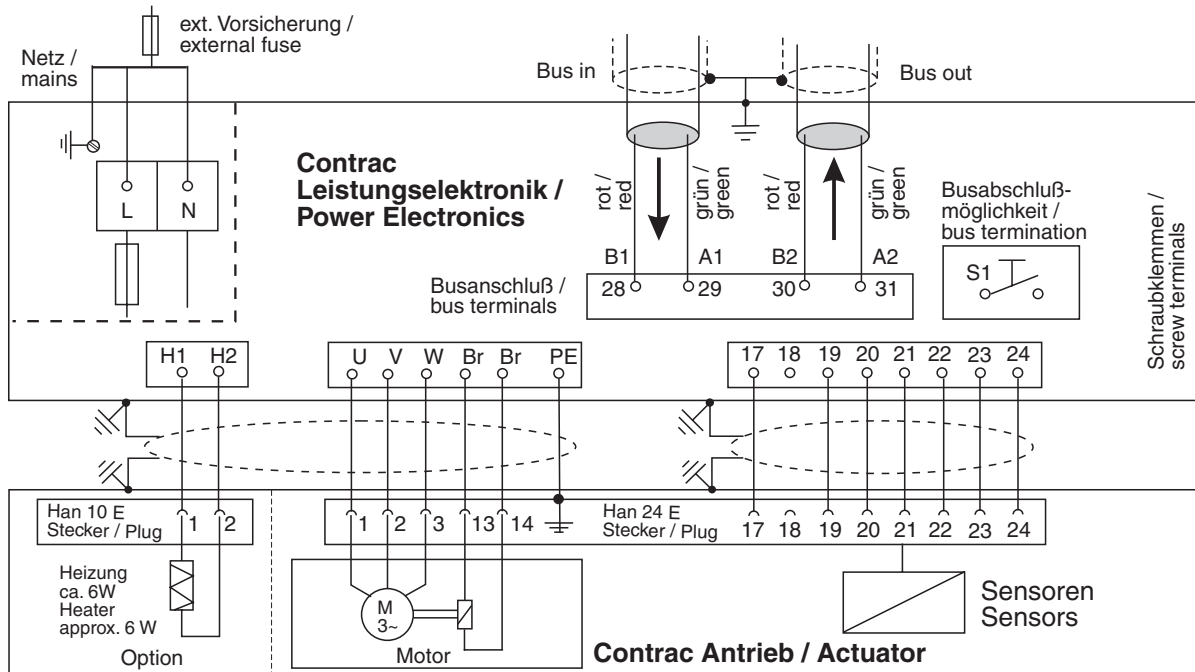 ext. Vorsicherung /
external fuse
Netz /
mains
Bus in
Bus out
Contrac
Leistungselektronik /
Power Electronics
L N
rot /
red
grün /
green
rot /
red
grün /
green
Busabschluß-
möglichkeit /
bus termination
S1
Schraubklemmen /
screw terminals
B1 A1 B2 A2
Busanschluß /
bus terminals
28 29 30 31
H1 H2
U V W Br Br PE
17 18 19 20 21 22 23 24
Han 10 E
Stecker / Plug
1 2
1 2 3 13 14
Han 24 E
Stecker / Plug
17 18 19 20 21 22 23 24
Heizung
ca. 6W
Heater
approx. 6 W
Option
M
3~
Motor
Sensoren
Sensors
Contrac Antrieb / Actuator